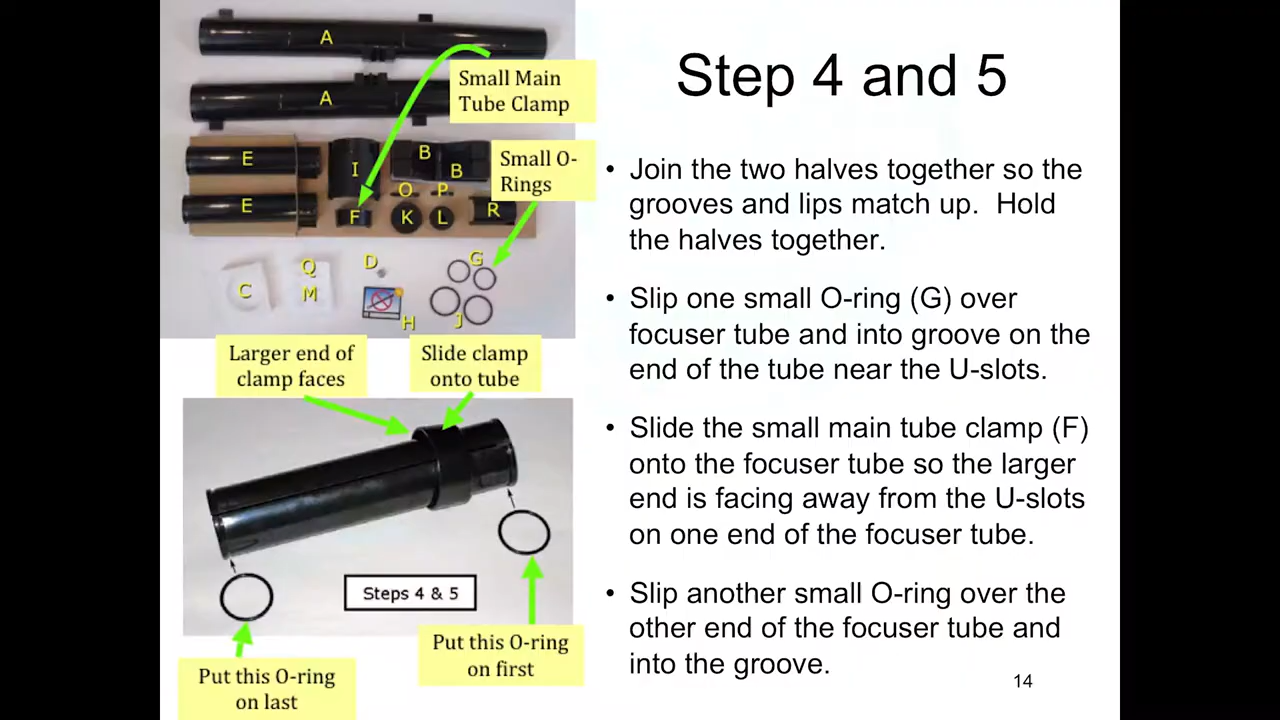 Step 4 and 5
A
A
Small Main
Tube Clamp
Small O-
Rings
E
E
I
B
B
O
P
F
K
L
R
C
Q
M
D
H
G
J
Larger end of
clamp faces
Slide clamp
onto tube
Steps 4 & 5
Put this O-ring
on first
Put this O-ring
on last
• Join the two halves together so the
grooves and lips match up. Hold
the halves together.
• Slip one small O-ring (G) over
focuser tube and into groove on the
end of the tube near the U-slots.
• Slide the small main tube clamp (F)
onto the focuser tube so the larger
end is facing away from the U-slots
on one end of the focuser tube.
• Slip another small O-ring over the
other end of the focuser tube and
into the groove.
14